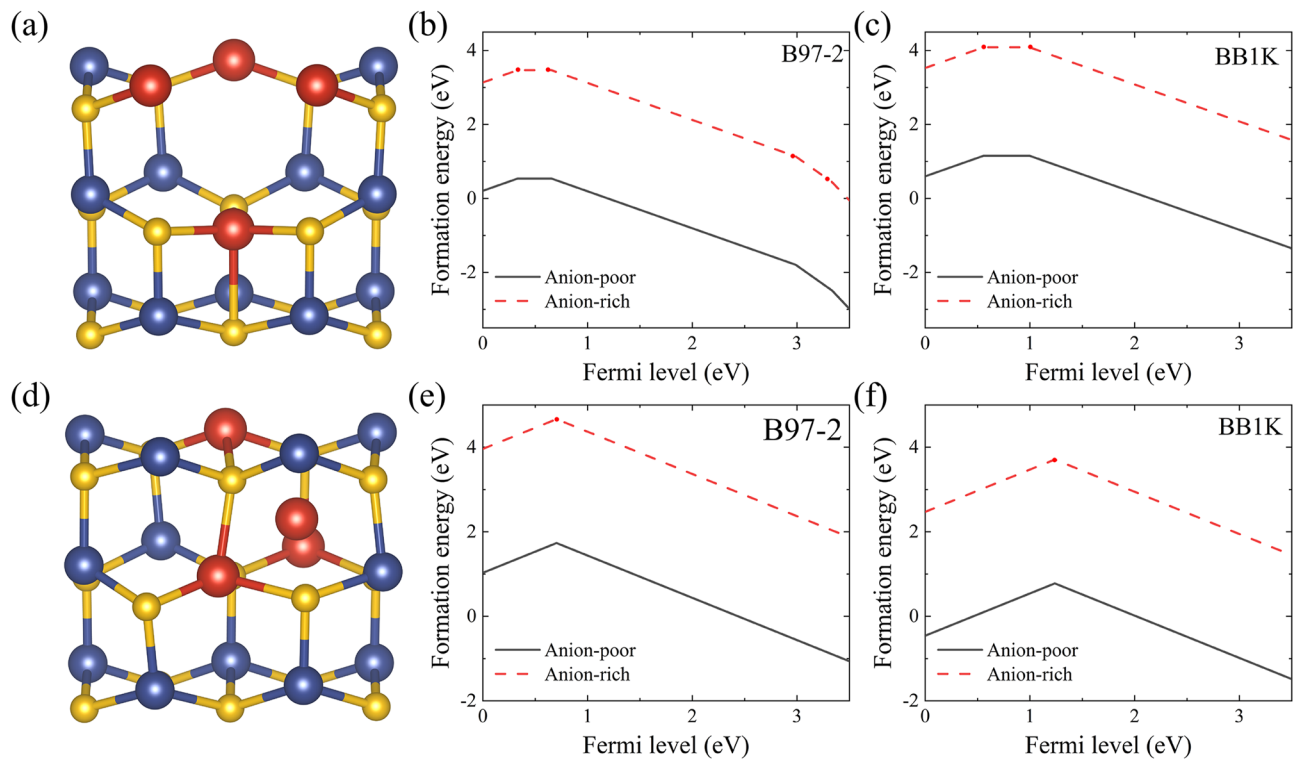 (a)
(b)
B97-2
4
2
0
-2
Formation energy (eV)
Anion-poor
Anion-rich
0
1
2
3
Fermi level (eV)
(c)
BB1K
4
2
0
-2
Formation energy (eV)
Anion-poor
Anion-rich
0
1
2
3
Fermi level (eV)
(d)
(e)
B97-2
4
2
0
-2
Formation energy (eV)
Anion-poor
Anion-rich
0
1
2
3
Fermi level (eV)
(f)
BB1K
4
2
0
-2
Formation energy (eV)
Anion-poor
Anion-rich
0
1
2
3
Fermi level (eV)